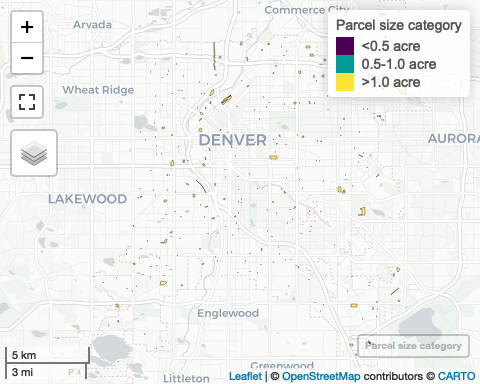 Commerce City
Arvada
+
−
Parcel size category
<0.5 acre
0.5-1.0 acre
>1.0 acre
Wheat Ridge
DENVER
AURORA
LAKEWOOD
Englewood
Parcel size category
5 km
3 mi
Greenwood
Littleton
Leaflet | © OpenStreetMap contributors © CARTO